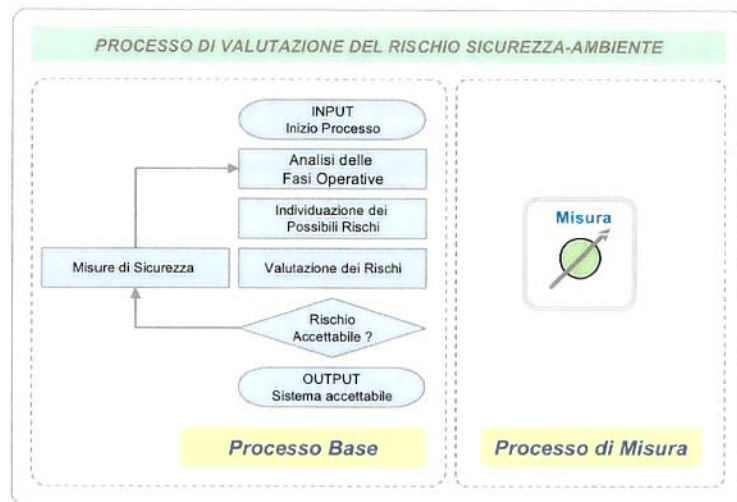 PROCESSO DI VALUTAZIONE DEL RISCHIO SICUREZZA-AMBIENTE
INPUT
Inizio Processo
Analisi delle
Fasi Operative
Individuazione dei
Possibili Rischi
Misure di Sicurezza
Valutazione dei Rischi
Rischio
Accettabile ?
OUTPUT
Sistema accettabile
Processo Base
Misura
Processo di Misura